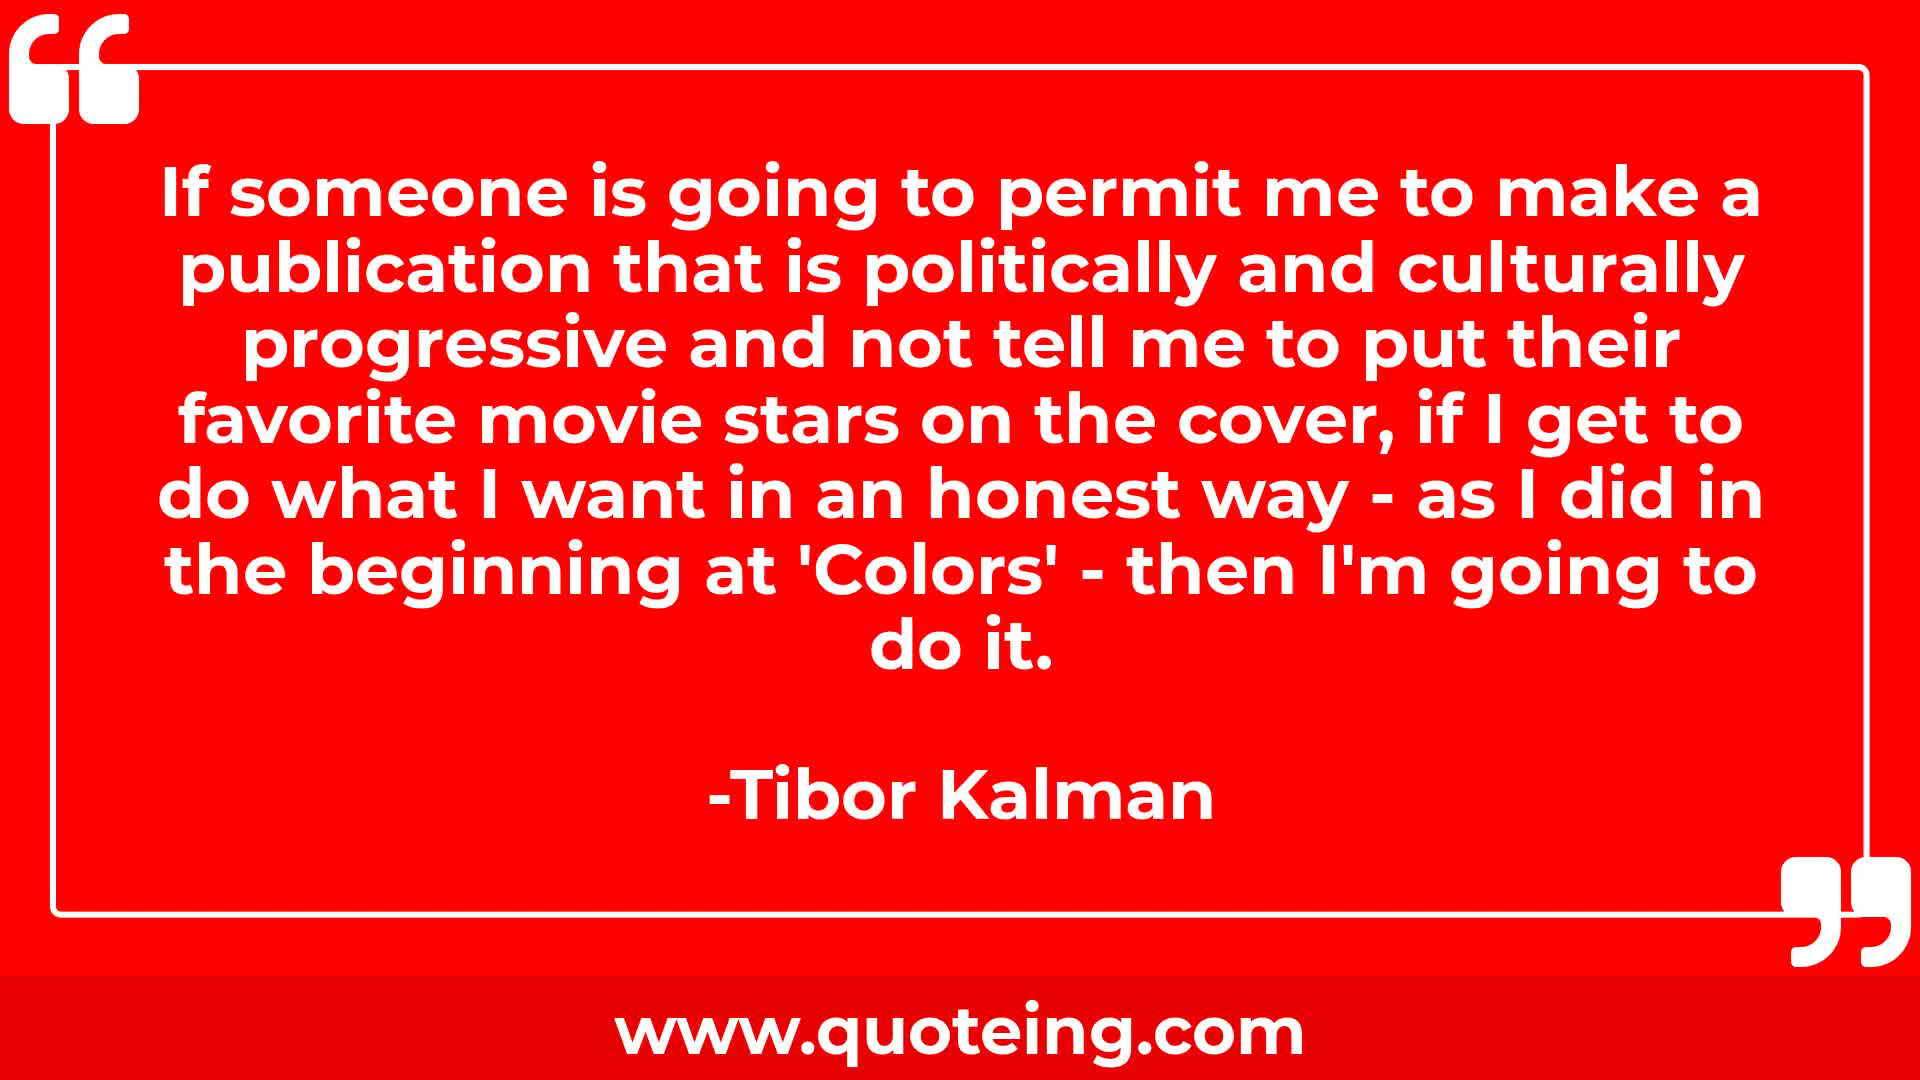 If someone is going to permit me to make a
publication that is politically and culturally
progressive and not tell me to put their
favorite movie stars on the cover, if I get to
do what I want in an honest way - as I did in
the beginning at 'Colors' - then I'm going to
do it.
-Tibor Kalman
www.quoteing.com